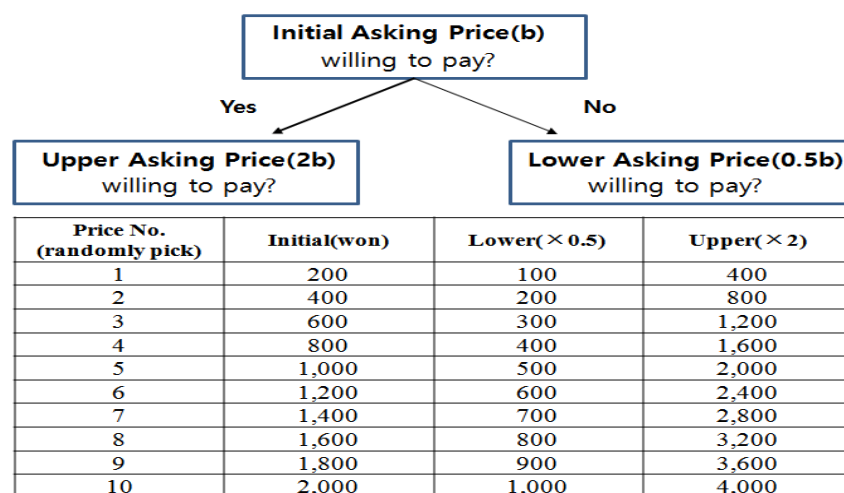 Initial Asking Price(b)
willing to pay?
Yes
No
Upper Asking Price(2b)
willing to pay?
Lower Asking Price(0.5b)
willing to pay?
Price No.
(randomly pick) Initial(won) Lower(×0.5) Upper(×2)
1 200 100 400
2 400 200 800
3 600 300 1,200
4 800 400 1,600
5 1,000 500 2,000
6 1,200 600 2,400
7 1,400 700 2,800
8 1,600 800 3,200
9 1,800 900 3,600
10 2,000 1,000 4,000